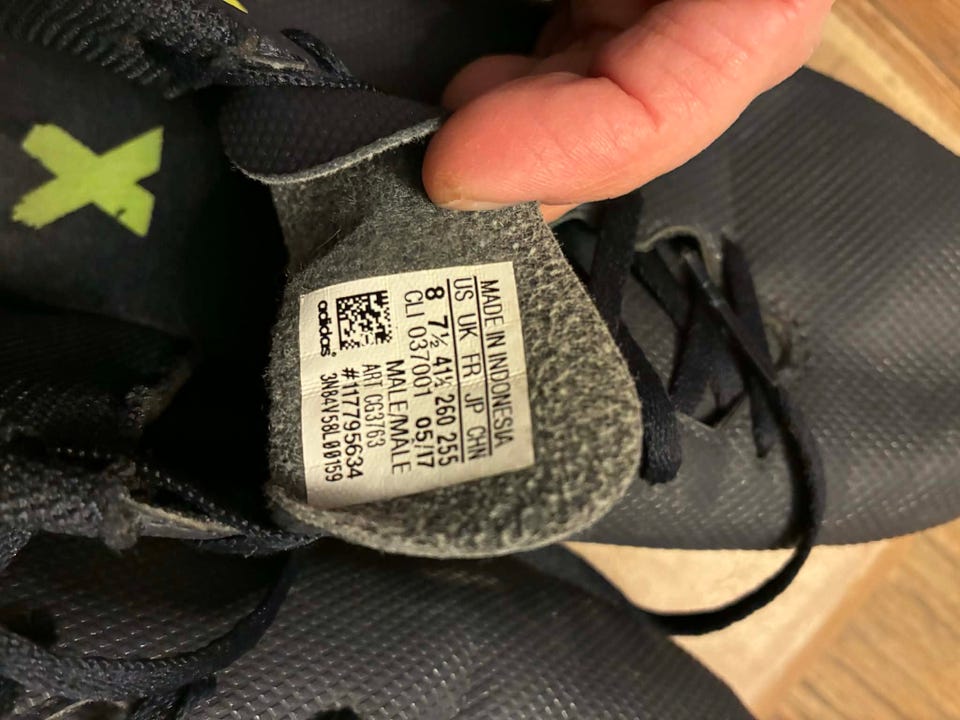 MADE IN INDONESIA
US UK FR JP CHN
8 7½ 41⅓ 260 255
CLI 037001 05/17
MALE/MALE
ART CG3763
#1177795634
3N84V58L00159
adidas